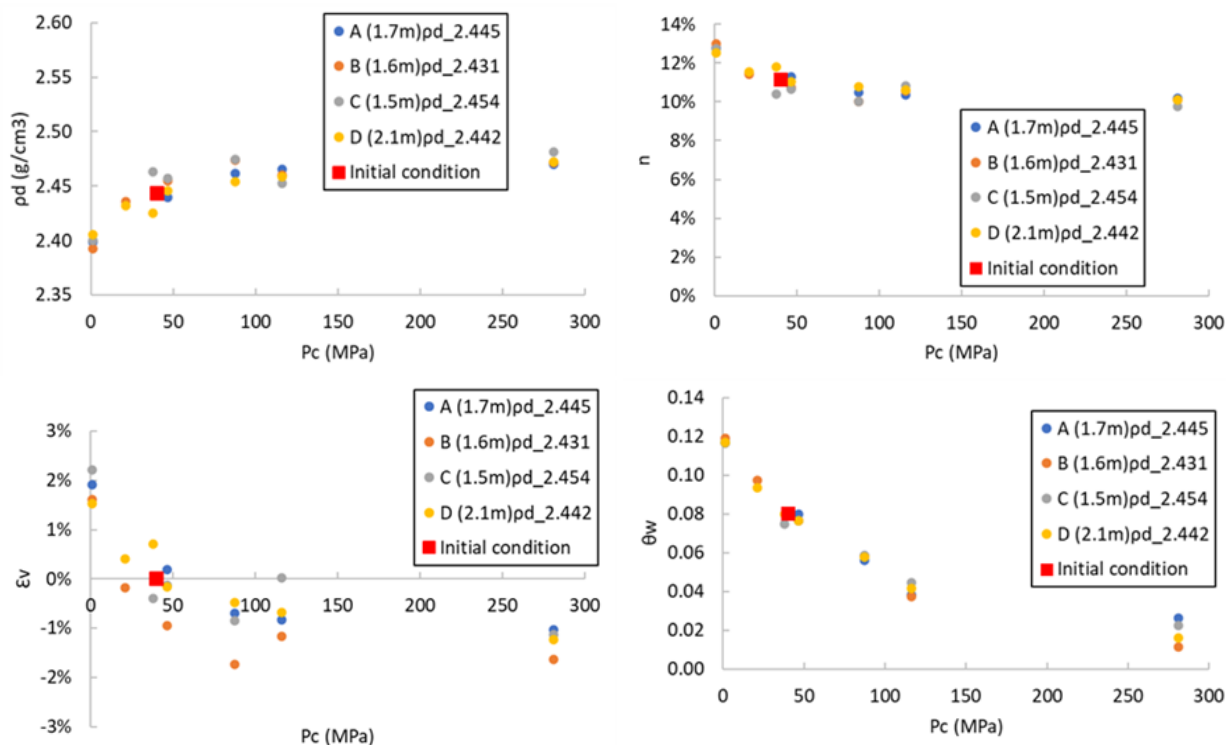 2.60
2.55
2.50
2.45
2.40
2.35
ρd (g/cm3)
0 50 100 150 200 250 300
Pc (MPa)
A (1.7m)ρd_2.445
B (1.6m)ρd_2.431
C (1.5m)ρd_2.454
D (2.1m)ρd_2.442
Initial condition
14%
12%
10%
8%
6%
4%
2%
0%
n
0 50 100 150 200 250 300
Pc (MPa)
A (1.7m)ρd_2.445
B (1.6m)ρd_2.431
C (1.5m)ρd_2.454
D (2.1m)ρd_2.442
Initial condition
3%
2%
1%
0%
-1%
-2%
-3%
εv
0 50 100 150 200 250 300
Pc (MPa)
A (1.7m)ρd_2.445
B (1.6m)ρd_2.431
C (1.5m)ρd_2.454
D (2.1m)ρd_2.442
Initial condition
0.14
0.12
0.10
0.08
0.06
0.04
0.02
0.00
θw
0 50 100 150 200 250 300
Pc (MPa)
A (1.7m)ρd_2.445
B (1.6m)ρd_2.431
C (1.5m)ρd_2.454
D (2.1m)ρd_2.442
Initial condition